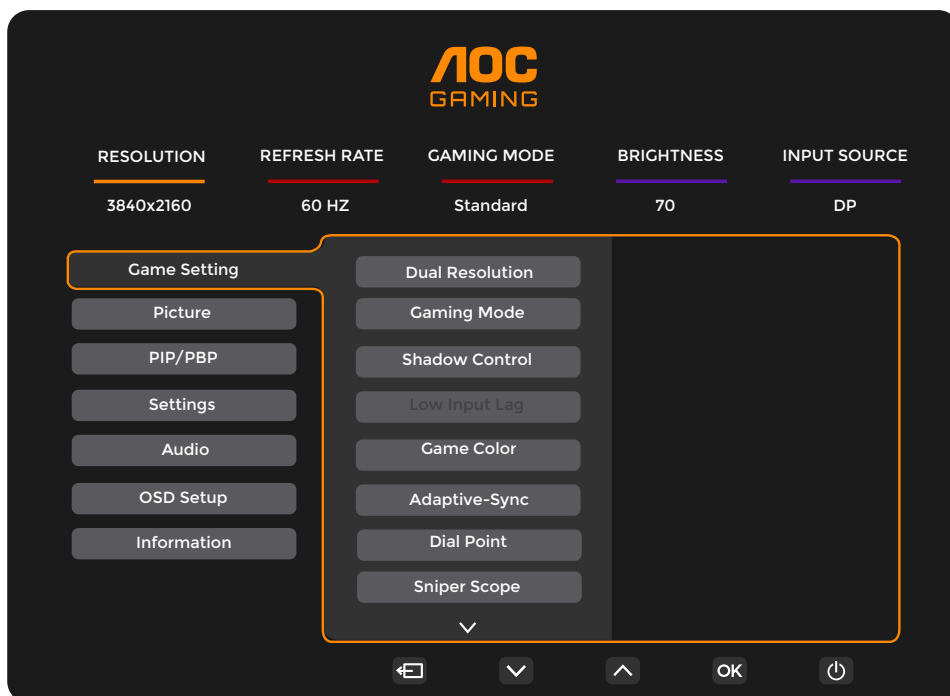 AOC
GAMING
RESOLUTION REFRESH RATE GAMING MODE BRIGHTNESS INPUT SOURCE
3840x2160 60 HZ Standard 70 DP
Game Setting
Picture
PIP/PBP
Settings
Audio
OSD Setup
Information
Dual Resolution
Gaming Mode
Shadow Control
Low Input Lag
Game Color
Adaptive-Sync
Dial Point
Sniper Scope
OK